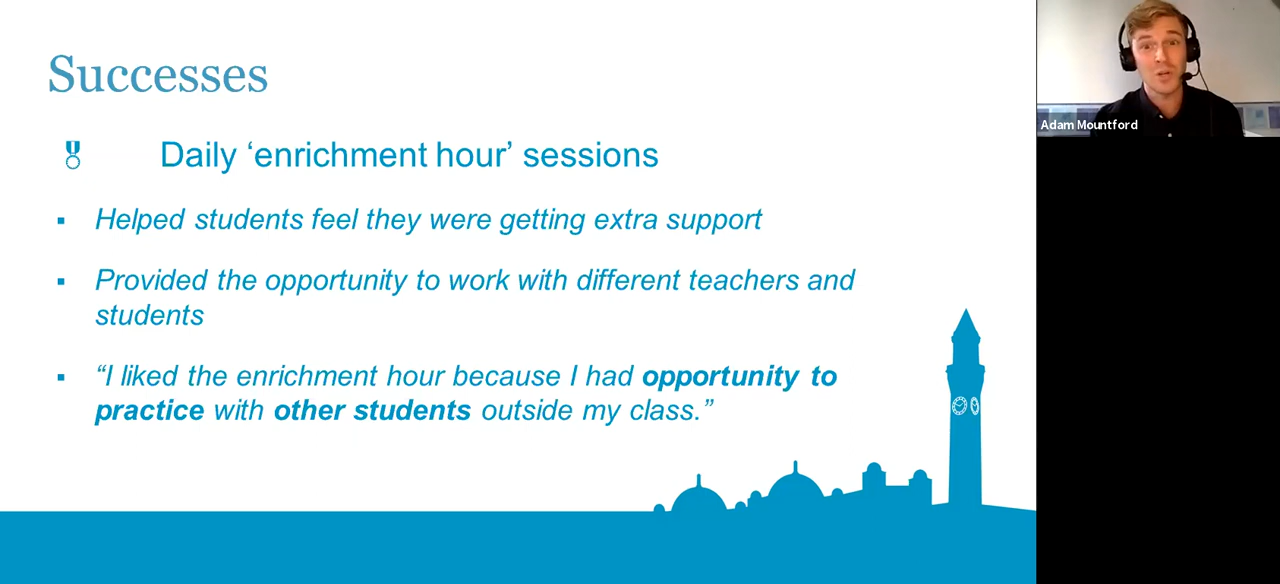 Successes
Daily ‘enrichment hour’ sessions
Helped students feel they were getting extra support
Provided the opportunity to work with different teachers and
students
“I liked the enrichment hour because I had opportunity to
practice with other students outside my class.”
Adam Mountford